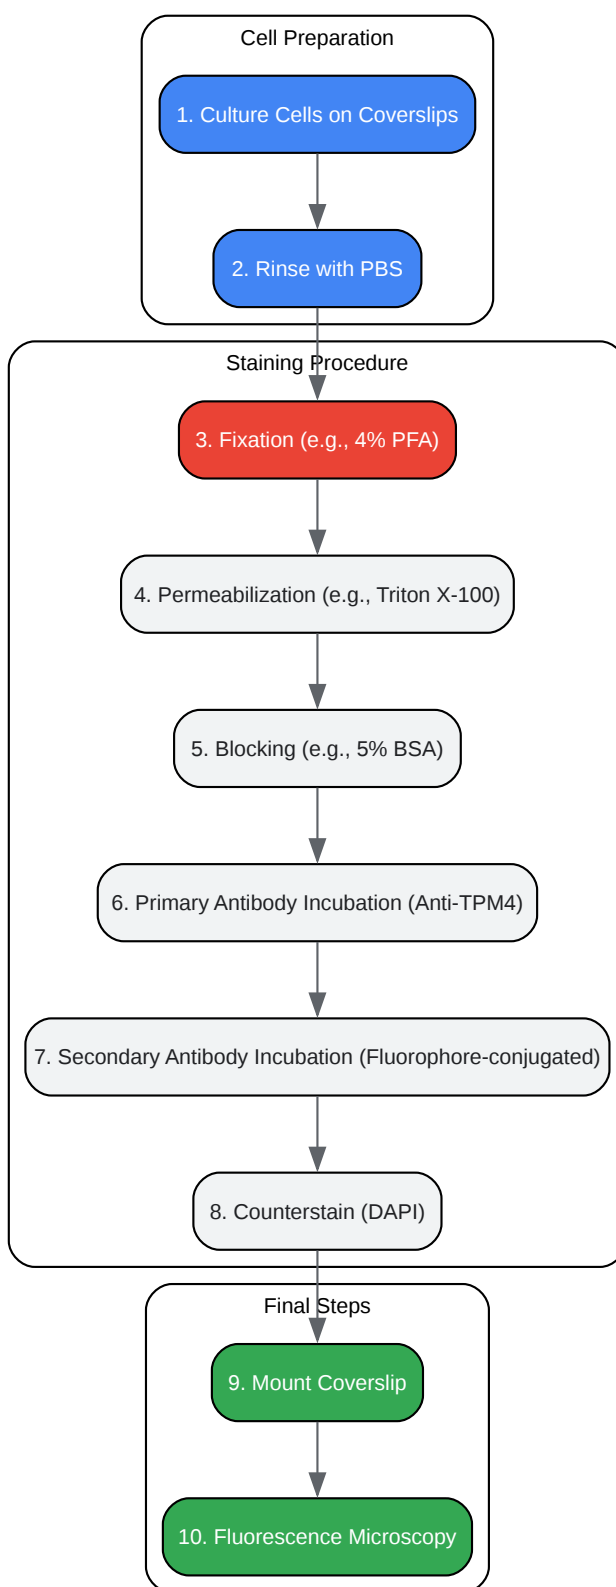 Cell Preparation
1. Culture Cells on Coverslips
2. Rinse with PBS
Staining Procedure
3. Fixation (e.g., 4% PFA)
4. Permeabilization (e.g., Triton X-100)
5. Blocking (e.g., 5% BSA)
6. Primary Antibody Incubation (Anti-TPM4)
7. Secondary Antibody Incubation (Fluorophore-conjugated)
8. Counterstain (DAPI)
Final Steps
9. Mount Coverslip
10. Fluorescence Microscopy